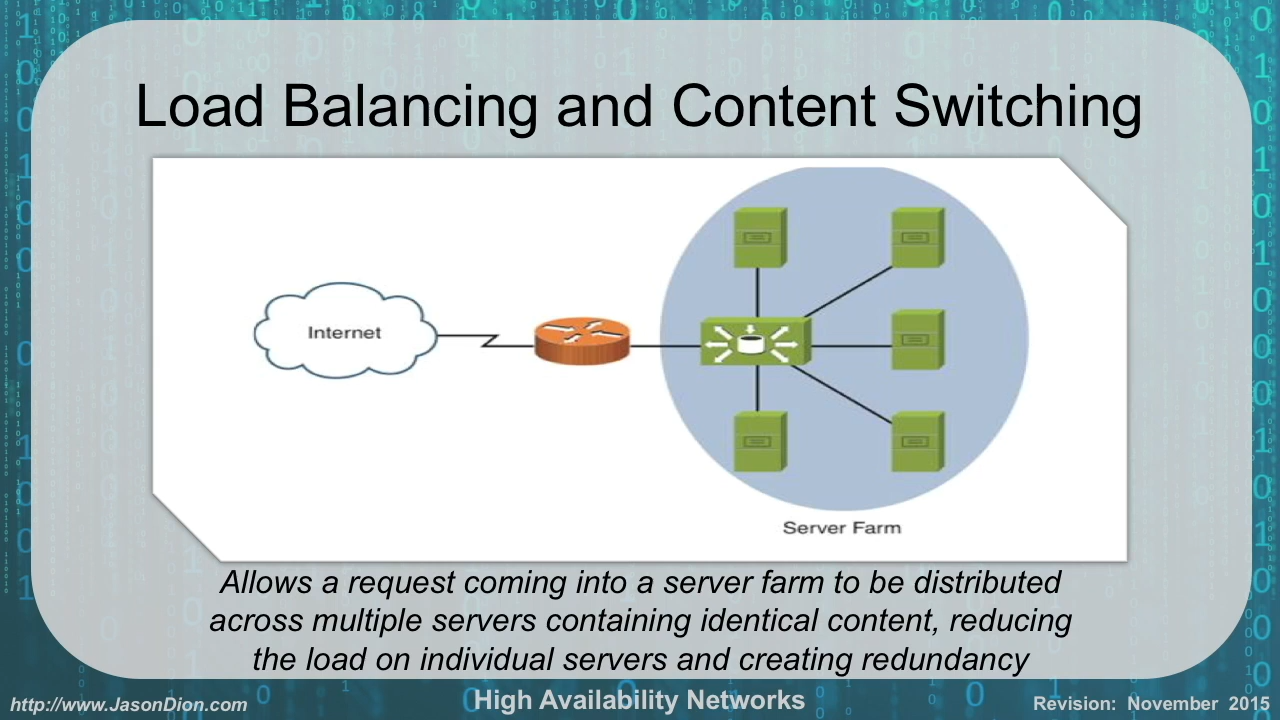 Load Balancing and Content Switching
Internet
Server Farm
Allows a request coming into a server farm to be distributed
across multiple servers containing identical content, reducing
the load on individual servers and creating redundancy
http://www.JasonDion.com
High Availability Networks
Revision: November 2015